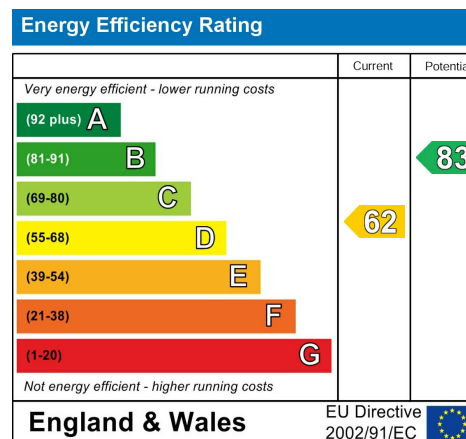 Energy Efficiency Rating
Current Potentia
Very energy efficient - lower running costs
(92 plus) A
(81-91) B
83
(69-80) C
62
(55-68) D
(39-54) E
(21-38) F
(1-20) G
Not energy efficient - higher running costs
England & Wales
EU Directive
2002/91/EC